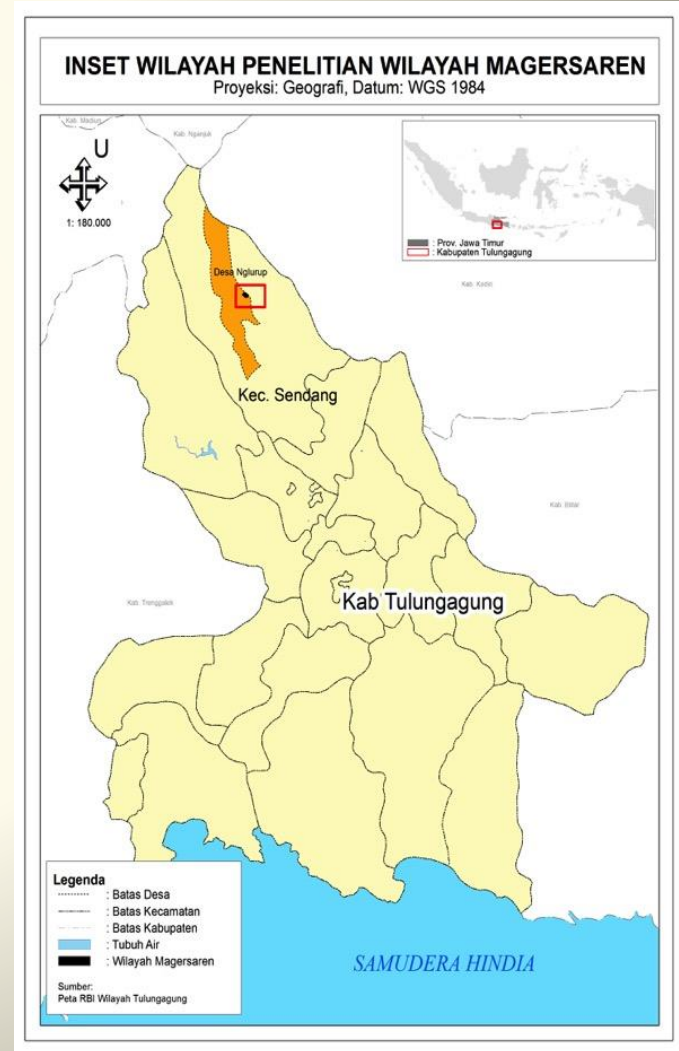 INSET WILAYAH PENELITIAN WILAYAH MAGERSAREN
Proyeksi: Geografi, Datum: WGS 1984
Kab. Madiun
Kab. Nganjuk
U
1: 180.000
: Prov. Jawa Timur
: Kabupaten Tulungagung
Desa Nglurup
Kab. Kediri
Kec. Sendang
Kab. Blitar
Kab. Trenggalek
Kab Tulungagung
Legenda
: Batas Desa
: Batas Kecamatan
: Batas Kabupaten
: Tubuh Air
: Wilayah Magersaren
Sumber:
Peta RBI Wilayah Tulungagung
SAMUDERA HINDIA